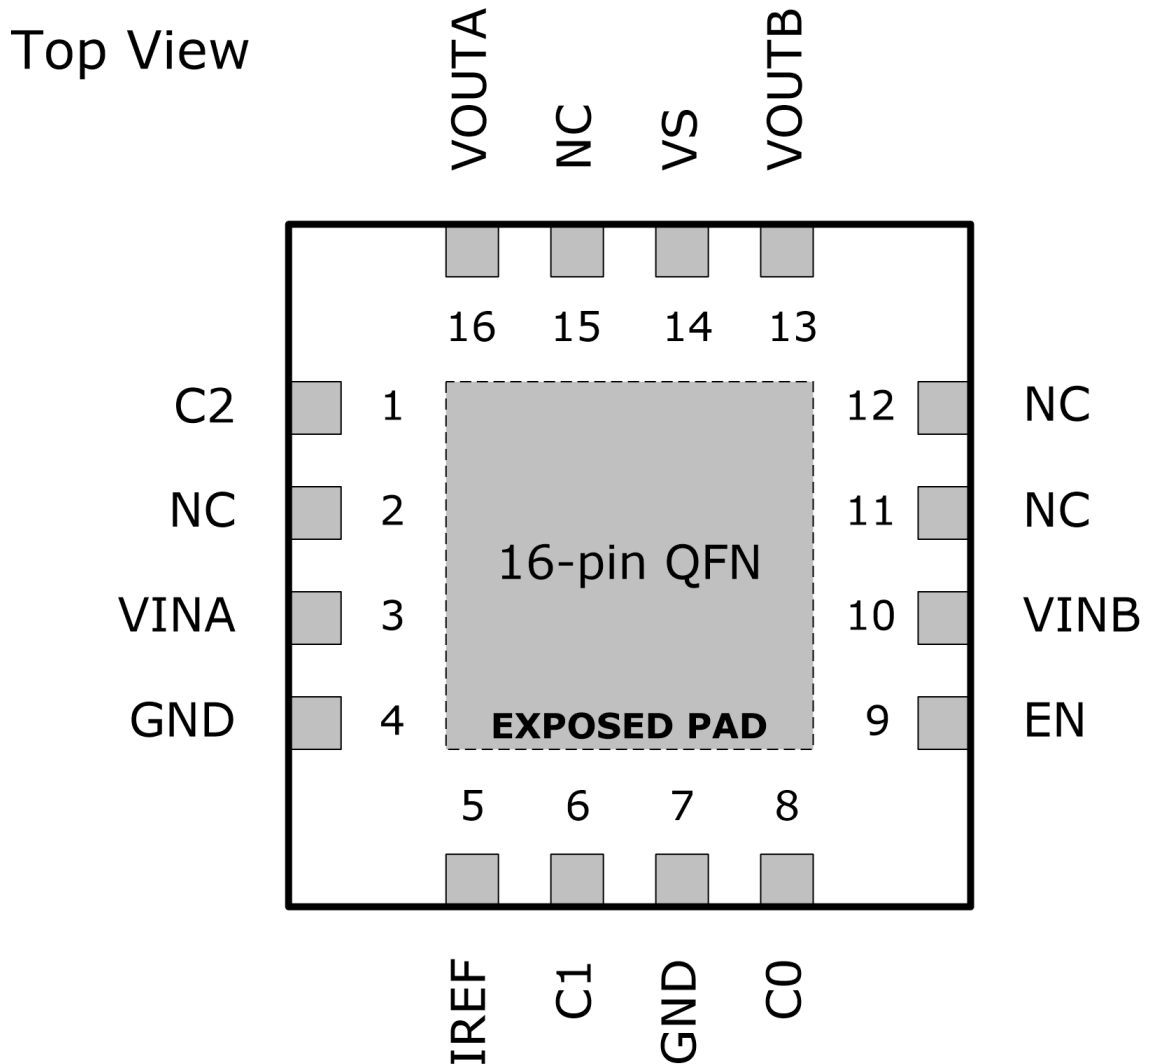 Top View
VOUTA
NC
VS
VOUTB
16
15
14
13
C2
1
12
NC
NC
2
11
NC
VINA
3
10
VINB
GND
4
9
EN
16-pin QFN
EXPOSED PAD
5
6
7
8
IREF
C1
GND
C0